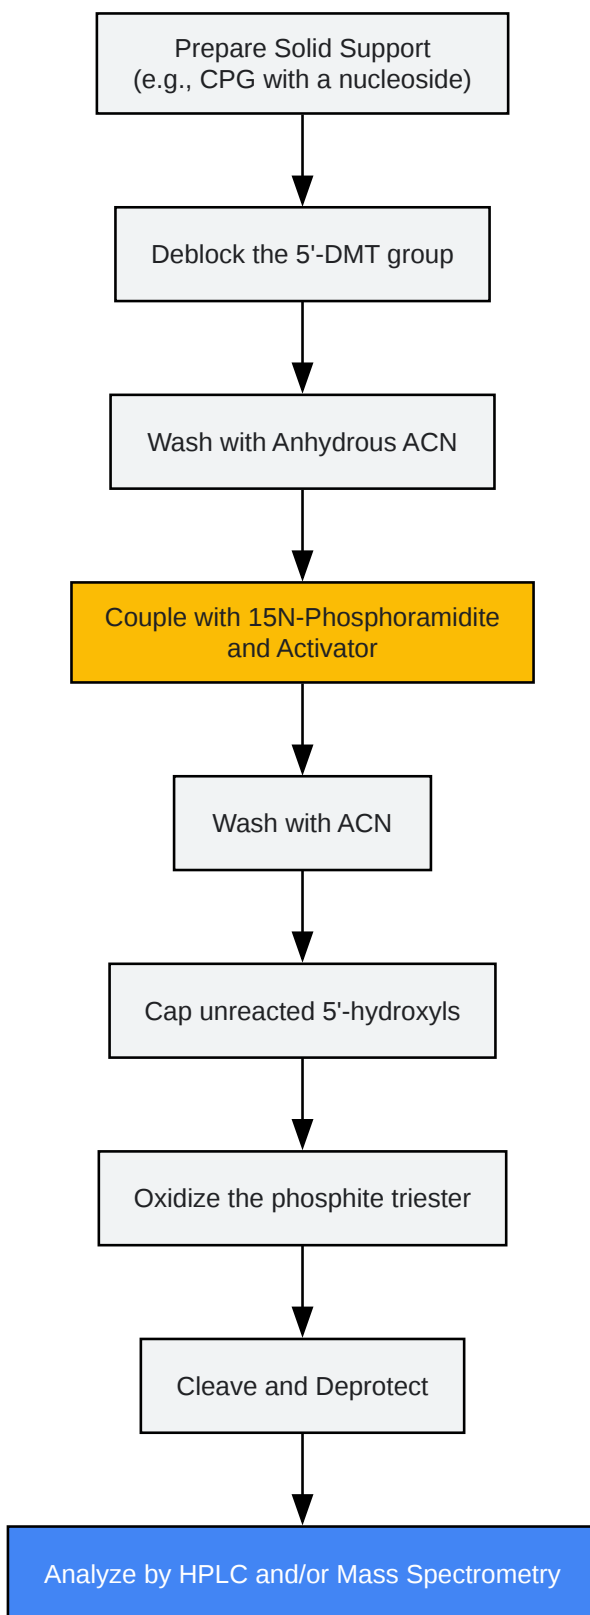 Prepare Solid Support
(e.g., CPG with a nucleoside)
Deblock the 5'-DMT group
Wash with Anhydrous ACN
Couple with 15N-Phosphoramidite
and Activator
Wash with ACN
Cap unreacted 5'-hydroxyls
Oxidize the phosphite triester
Cleave and Deprotect
Analyze by HPLC and/or Mass Spectrometry